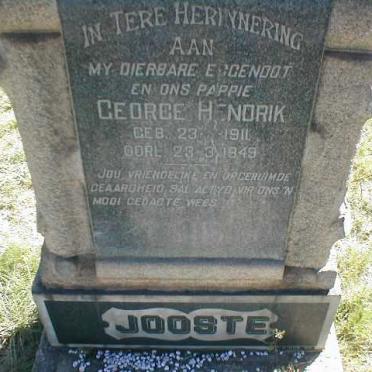 IN TERE HERINNERING
AAN
MY DIERBARE EGGENOOT
EN ONS PAPPIE
GEORGE HENDRIK
GEB. 23 1911
OORL. 23-3-1949
JOU VRIENDELIKE EN OPGERUIMDE
GEAARDHEID SAL ALTYD VIR ONS 'N
MOOI GEDAGTE WEES
JOOSTE